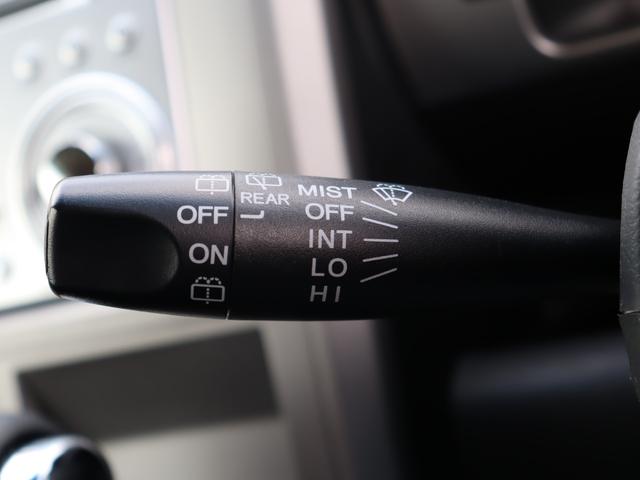 REAR
OFF
ON
MIST
OFF
INT
LO
HI